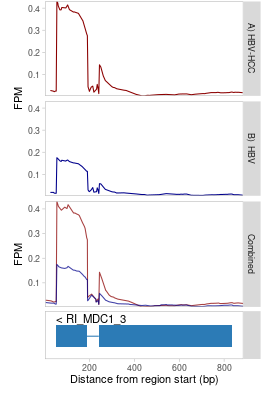 0.4
0.3
0.2
0.1
A) HBV-HCC
FPM
0.4
0.3
0.2
0.1
B) HBV
0.4
0.3
0.2
0.1
Combined
FPM
< RI_MDC1_3
200
400
600
800
Distance from region start (bp)